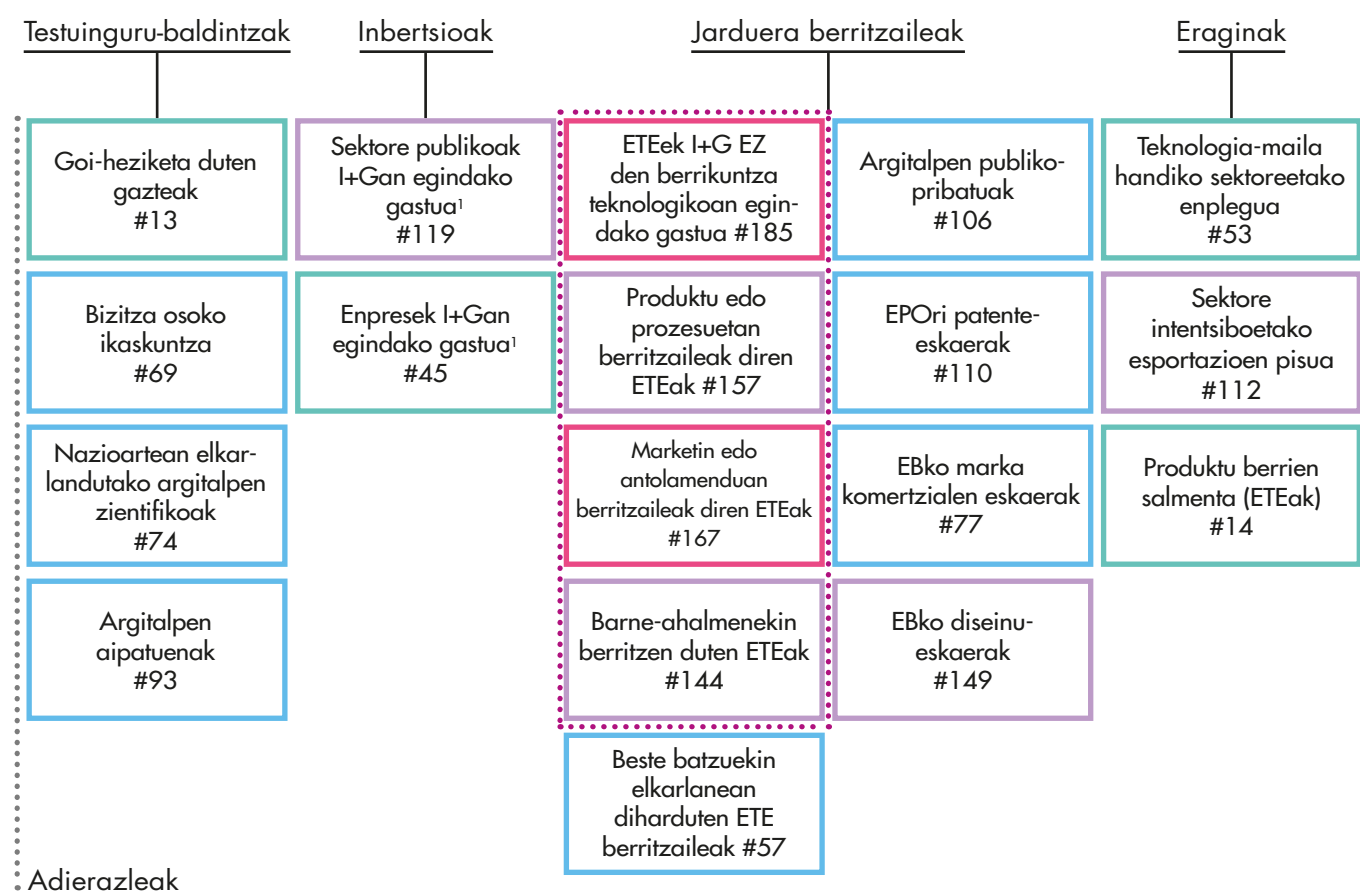 Testuinguru-baldintzak
Goi-heziketa duten
gazteak
#13
Bizitza osoko
ikaskuntza
#69
Nazioartean elkar-
landutako argitalpen
zientifikoak
#74
Argitalpen
aipatuenak
#93
Inbertsioak
Sektore publikoak
I+Gan egindako
gastua¹
#119
Enpresek I+Gan
egindako gastua¹
#45
Jarduera berritzaileak
ETEek I+G EZ
den berrikuntza
teknologikoan egin-
dako gastua #185
Produktu edo
prozesuetan
berritzaileak diren
ETEak #157
Marketin edo
antolamenduan
berritzaileak diren ETEak
#167
Barne-ahalmenekin
berritzen duten ETEak
#144
Beste batzuekin
elkarlanean
diharduten ETE
berritzaileak #57
Argitalpen publiko-
pribatuak
#106
EPOri patente-
eskaerak
#110
EBko marka
komertzialen eskaerak
#77
EBko diseinu-
eskaerak
#149
Eraginak
Teknologia-maila
handiko sektoreetako
enplegua
#53
Sektore
intentsiboetako
esportazioen pisua
#112
Produktu berrien
salmenta (ETEak)
#14
Adierazleak